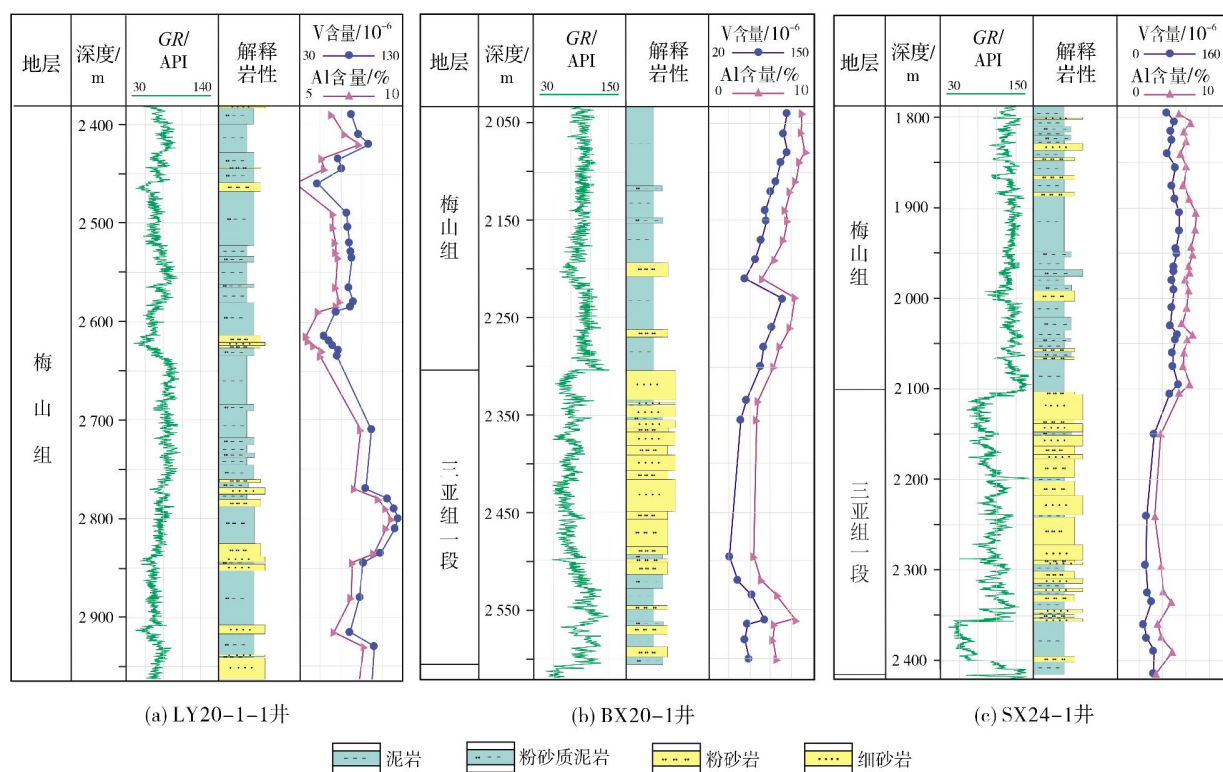 地层
深度/
m
GR/
API
30 140
解释
岩性
V含量/10⁻⁶
30 130
Al含量/%
5 10
梅山组
2 400
2 500
2 600
2 700
2 800
2 900
(a) LY20-1-1井
地层
深度/
m
GR/
API
30 150
解释
岩性
V含量/10⁻⁶
20 150
Al含量/%
0 10
梅山组
三亚组一段
2 050
2 150
2 250
2 350
2 450
2 550
(b) BX20-1井
地层
深度/
m
GR/
API
30 150
解释
岩性
V含量/10⁻⁶
0 160
Al含量/%
0 10
梅山组
三亚组一段
1 800
1 900
2 000
2 100
2 200
2 300
2 400
(c) SX24-1井
泥岩 粉砂质泥岩 粉砂岩 细砂岩